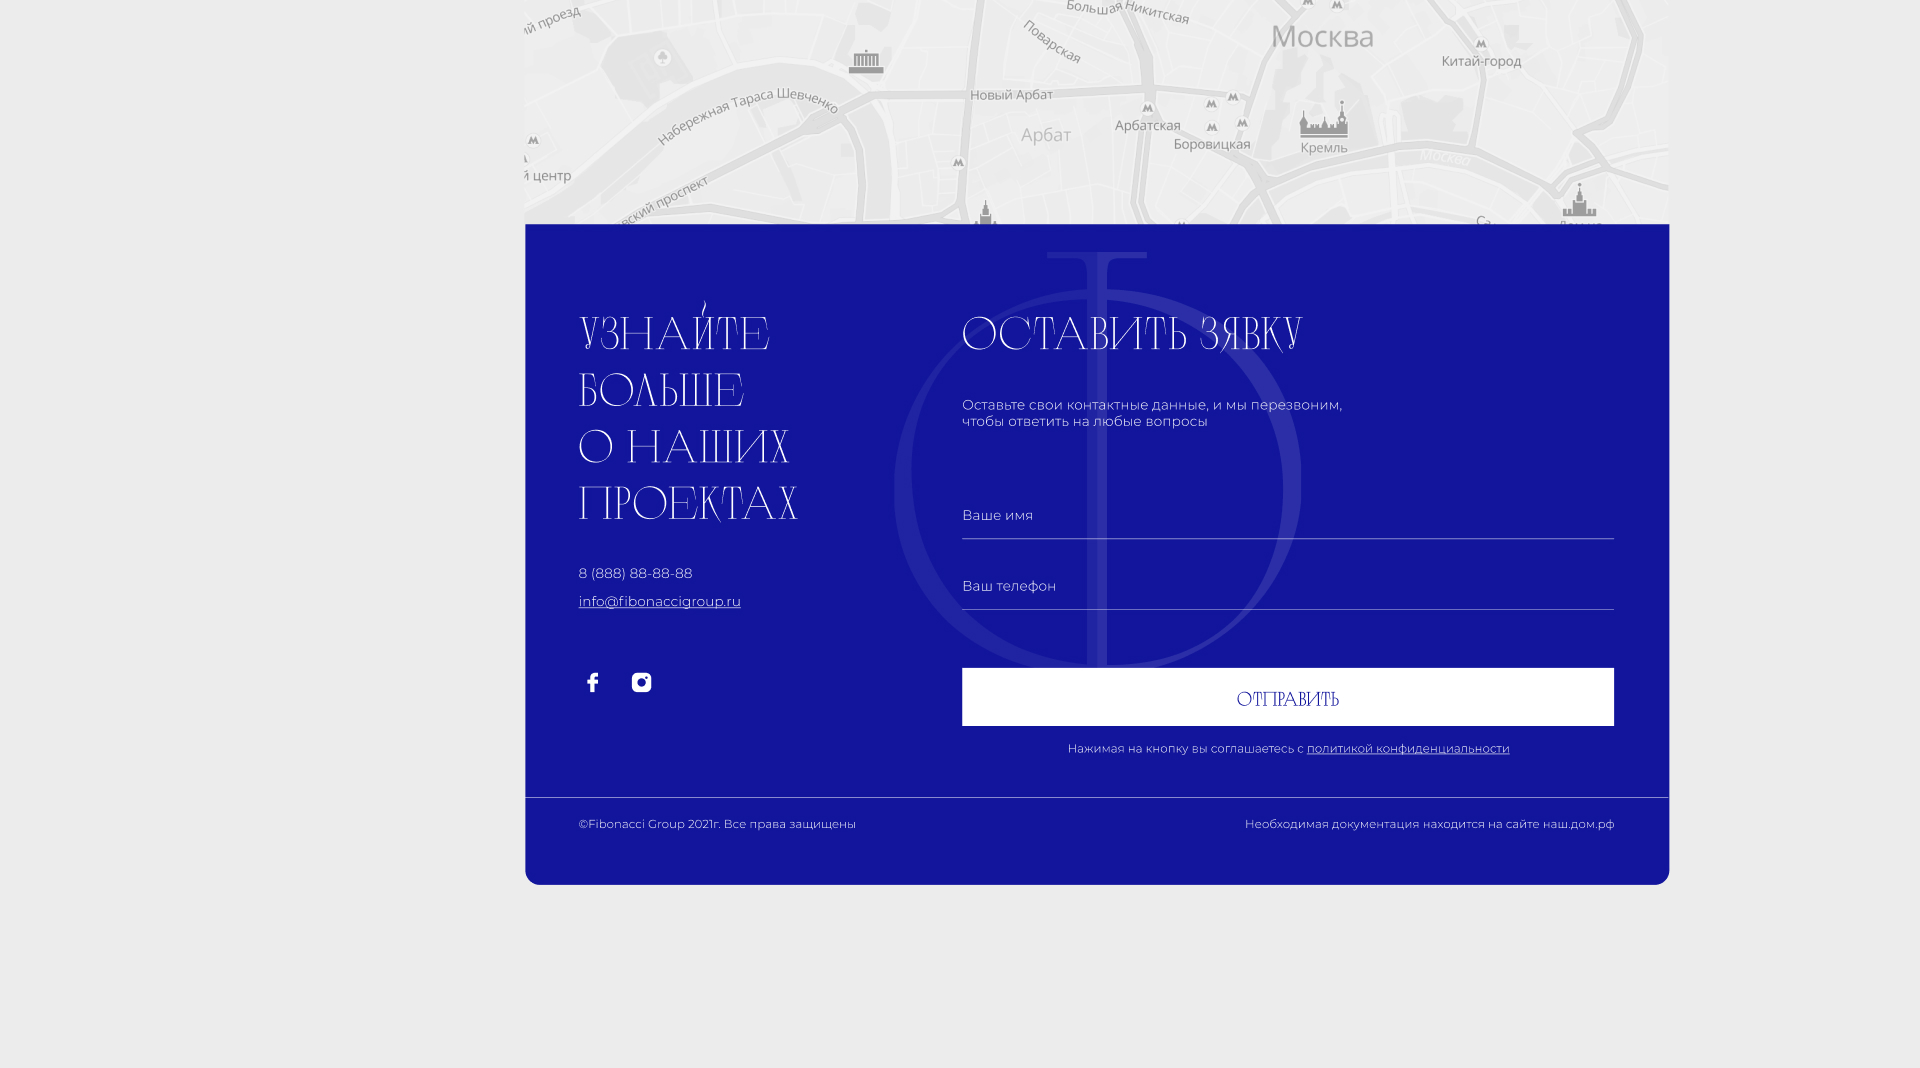 ий проезд
Большая Никитская
Поварская
Москва
Китай-город
Набережная Тараса Шевченко
Новый Арбат
Арбат
Арбатская
Боровицкая
Кремль
Москва
й центр
вский проспект
УЗНАЙТЕ
БОЛЬШЕ
О НАШИХ
ПРОЕКТАХ
8 (888) 88-88-88
info@fibonaccigroup.ru
ОСТАВИТЬ ЗЯВКУ
Оставьте свои контактные данные, и мы перезвоним,
чтобы ответить на любые вопросы
Ваше имя
Ваш телефон
ОТПРАВИТЬ
Нажимая на кнопку вы соглашаетесь с политикой конфиденциальности
©Fibonacci Group 2021г. Все права защищены
Необходимая документация находится на сайте наш.дом.рф